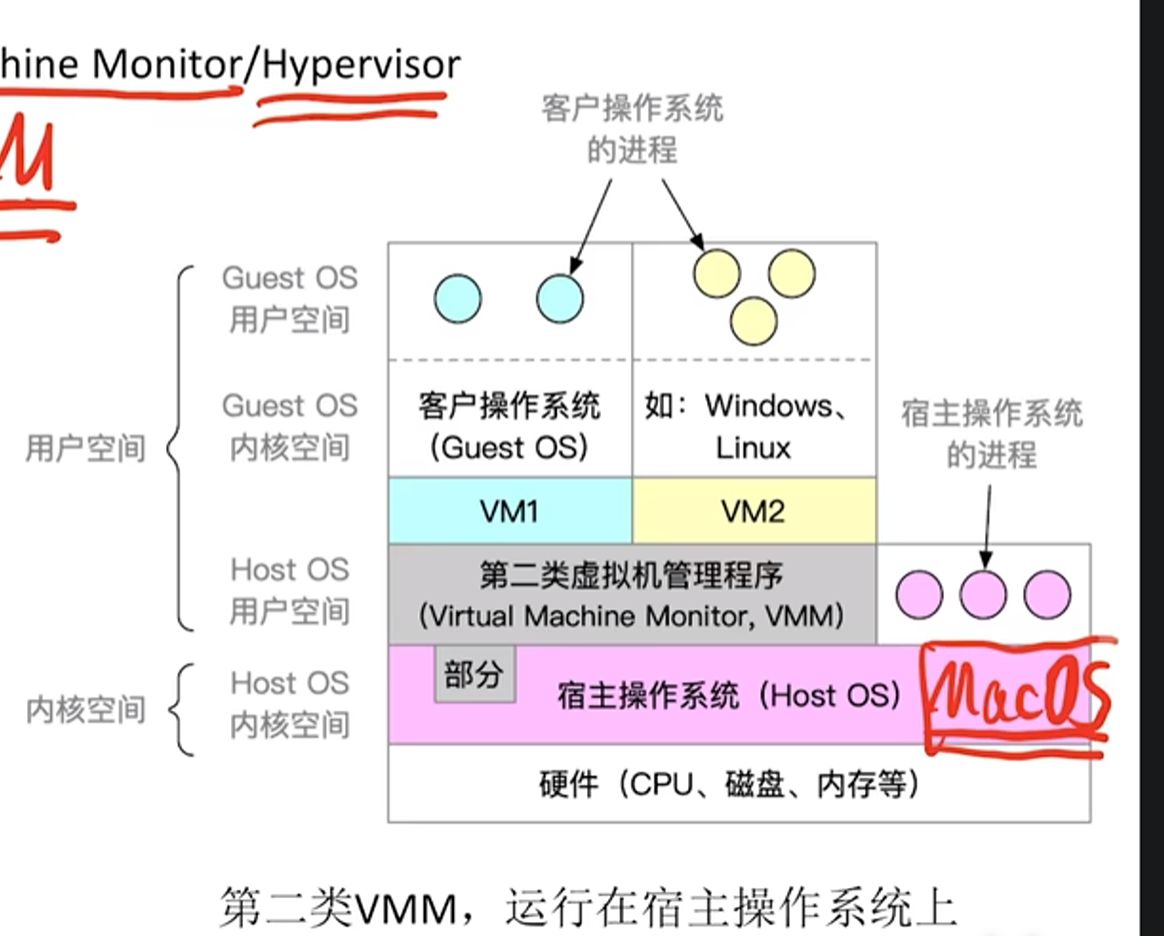 hine Monitor/Hypervisor
M
客户操作系统
的进程
Guest OS
用户空间
Guest OS
内核空间
客户操作系统
(Guest OS)
如：Windows、
Linux
宿主操作系统
的进程
用户空间
VM1
VM2
Host OS
用户空间
第二类虚拟机管理程序
(Virtual Machine Monitor, VMM)
内核空间
Host OS
内核空间
部分
宿主操作系统（Host OS）
MacOS
硬件（CPU、磁盘、内存等）
第二类VMM，运行在宿主操作系统上